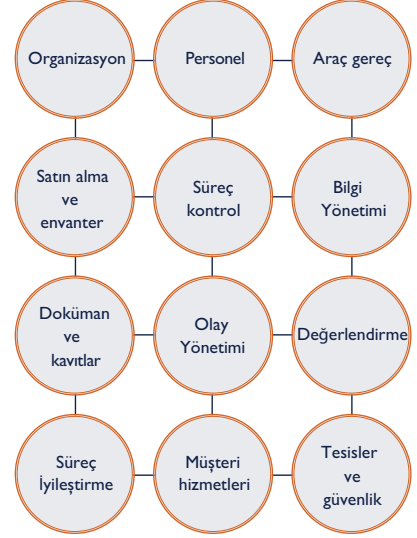 Organizasyon
Personel
Araç gereç
Satın alma
ve
envanter
Süreç
kontrol
Bilgi
Yönetimi
Doküman
ve
kavıtlar
Olay
Yönetimi
Değerlendirme
Süreç
İyileştirme
Müşteri
hizmetleri
Tesisler
ve
güvenlik